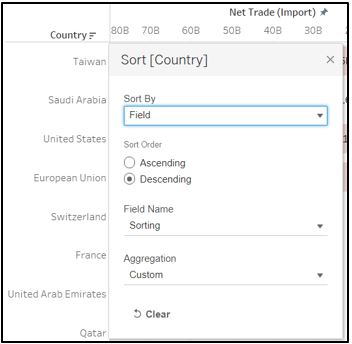 Net Trade (Import)
Country
80B 70B 60B 50B 40B 30B 2
Taiwan
Saudi Arabia
United States
European Union
Switzerland
France
United Arab Emirates
Qatar
Sort [Country]
Sort By
Field
Sort Order
Ascending
Descending
Field Name
Sorting
Aggregation
Custom
Clear